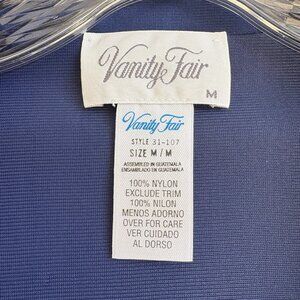 Vanity Fair
M
Vanity Fair
STYLE 31-107
SIZE M/M
ASSEMBLED IN GUATEMALA
ENSAMBLADO EN GUATEMALA
100% NYLON
EXCLUDE TRIM
100% NILON
MENOS ADORNO
OVER FOR CARE
VER CUIDADO
AL DORSO